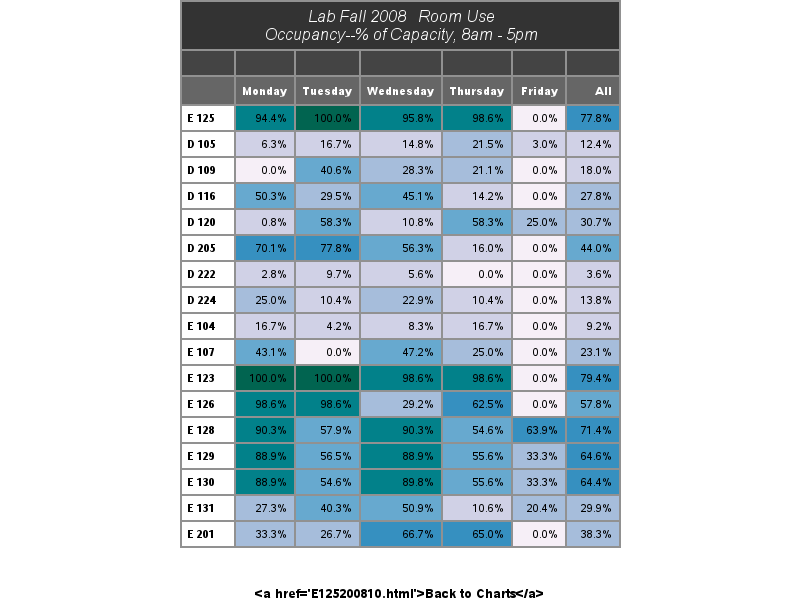 Lab Fall 2008 Room Use
Occupancy--% of Capacity, 8am - 5pm
Monday Tuesday Wednesday Thursday Friday All
E 125 94.4% 100.0% 95.8% 98.6% 0.0% 77.8%
D 105 6.3% 16.7% 14.8% 21.5% 3.0% 12.4%
D 109 0.0% 40.6% 28.3% 21.1% 0.0% 18.0%
D 116 50.3% 29.5% 45.1% 14.2% 0.0% 27.8%
D 120 0.8% 58.3% 10.8% 58.3% 25.0% 30.7%
D 205 70.1% 77.8% 56.3% 16.0% 0.0% 44.0%
D 222 2.8% 9.7% 5.6% 0.0% 0.0% 3.6%
D 224 25.0% 10.4% 22.9% 10.4% 0.0% 13.8%
E 104 16.7% 4.2% 8.3% 16.7% 0.0% 9.2%
E 107 43.1% 0.0% 47.2% 25.0% 0.0% 23.1%
E 123 100.0% 100.0% 98.6% 98.6% 0.0% 79.4%
E 126 98.6% 98.6% 29.2% 62.5% 0.0% 57.8%
E 128 90.3% 57.9% 90.3% 54.6% 63.9% 71.4%
E 129 88.9% 56.5% 88.9% 55.6% 33.3% 64.6%
E 130 88.9% 54.6% 89.8% 55.6% 33.3% 64.4%
E 131 27.3% 40.3% 50.9% 10.6% 20.4% 29.9%
E 201 33.3% 26.7% 66.7% 65.0% 0.0% 38.3%
&lt;a href='E125200810.html'&gt;Back to Charts&lt;/a&gt;